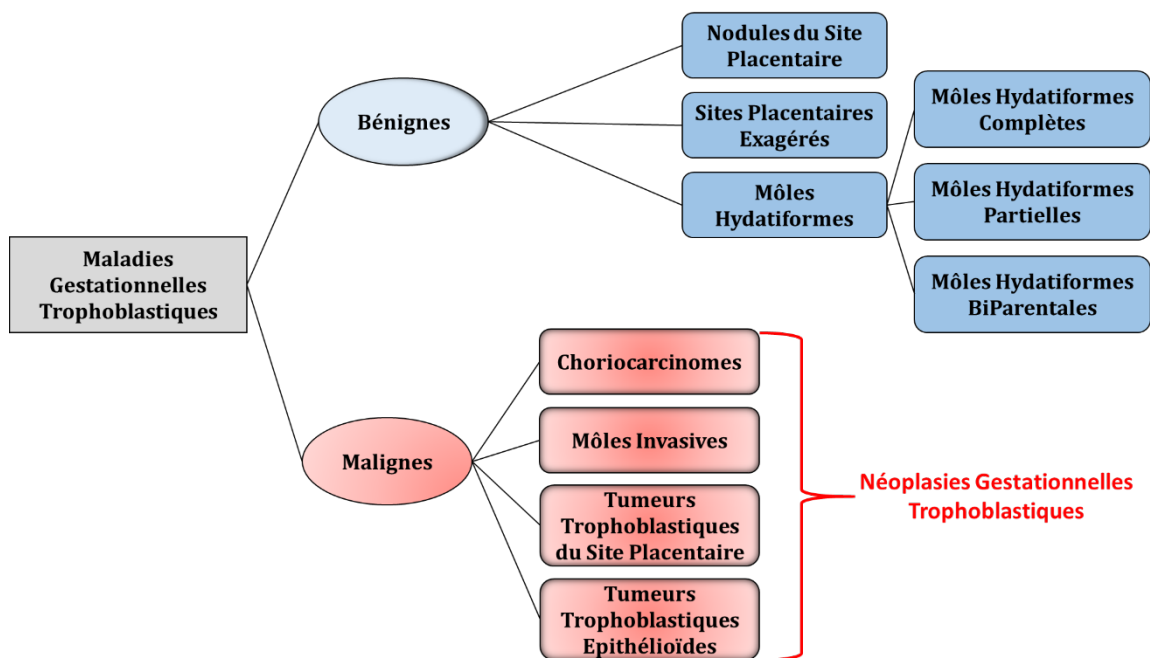 Maladies
Gestationnelles
Trophoblastiques
Bénignes
Nodules du Site
Placentaire
Sites Placentaires
Exagérés
Môles
Hydatiformes
Môles Hydatiformes
Complètes
Môles Hydatiformes
Partielles
Môles Hydatiformes
BiParentales
Malignes
Choriocarcinomes
Môles Invasives
Tumeurs
Trophoblastiques
du Site Placentaire
Tumeurs
Trophoblastiques
Epithélioïdes
Néoplasies Gestationnelles
Trophoblastiques